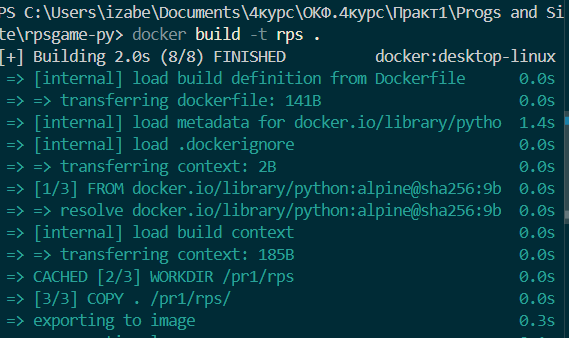 PS C:\Users\izabe\Documents\4курс\ОКФ.4курс\Практ1\Progs and Si
te\rpsgame-py> docker build -t rps .
[+] Building 2.0s (8/8) FINISHED docker:desktop-linux
=> [internal] load build definition from Dockerfile 0.0s
=> => transferring dockerfile: 141B 0.0s
=> [internal] load metadata for docker.io/library/pytho 1.4s
=> [internal] load .dockerignore 0.0s
=> => transferring context: 2B 0.0s
=> [1/3] FROM docker.io/library/python:alpine@sha256:9b 0.0s
=> => resolve docker.io/library/python:alpine@sha256:9b 0.0s
=> [internal] load build context 0.0s
=> => transferring context: 185B 0.0s
=> CACHED [2/3] WORKDIR /pr1/rps 0.0s
=> [3/3] COPY . /pr1/rps/ 0.0s
=> exporting to image 0.3s